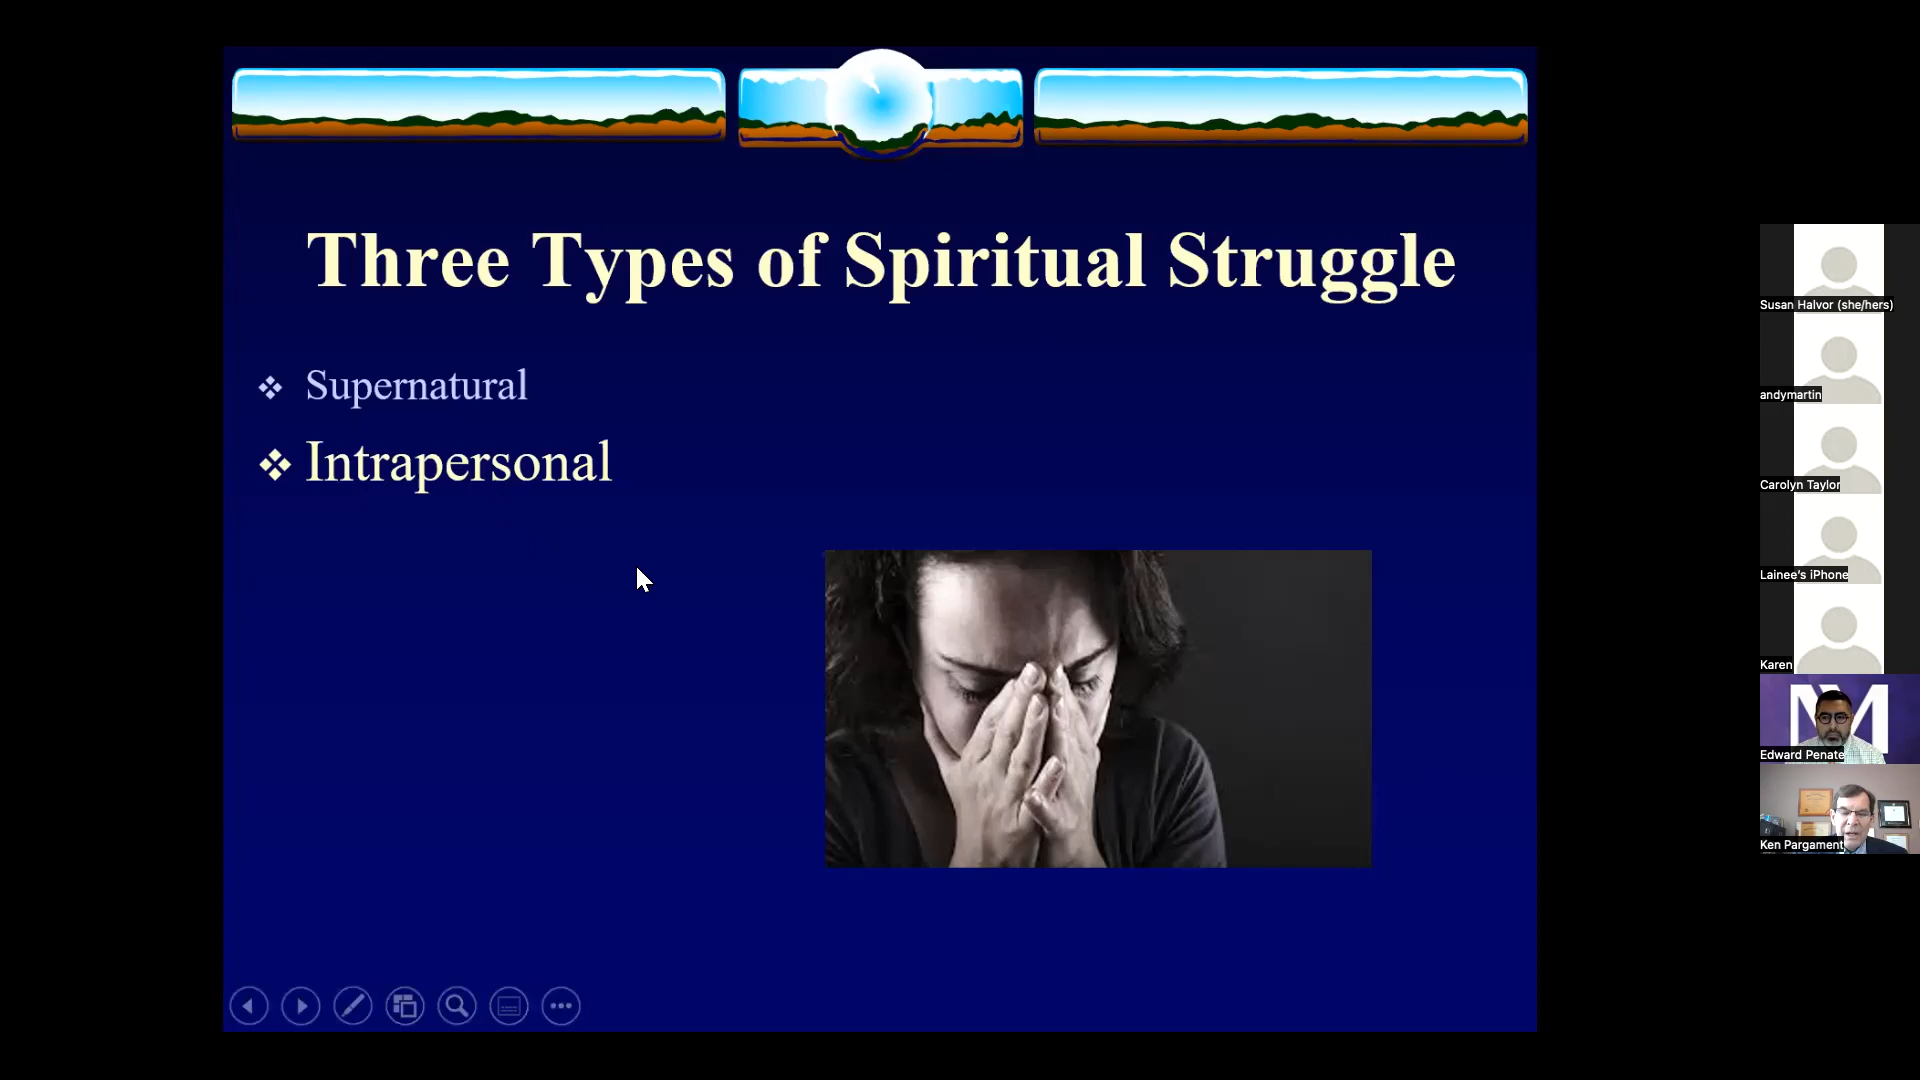 Three Types of Spiritual Struggle
Supernatural
Intrapersonal
Susan Halvor (she/hers)
andymartin
Carolyn Taylor
Lainee’s iPhone
Karen
Edward Penate
Ken Pargament